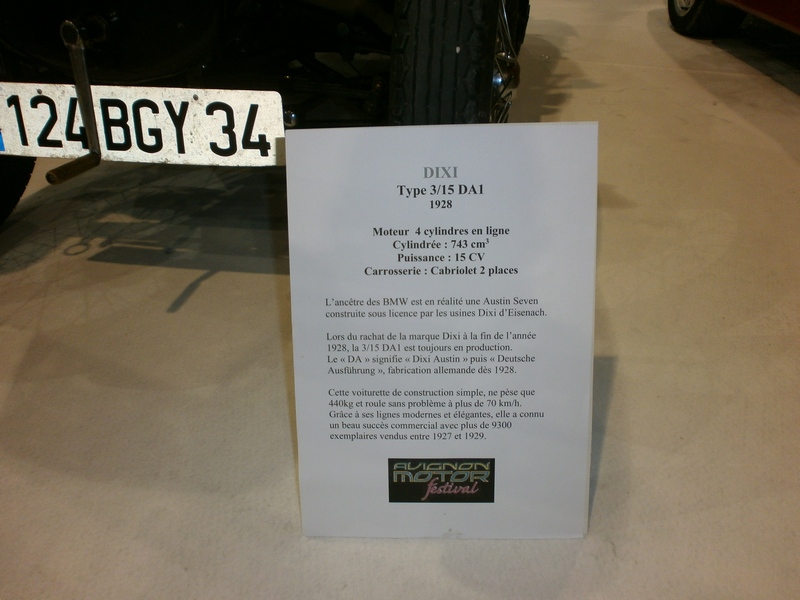 124 BGY 34
DIXI
Type 3/15 DA1
1928
Moteur 4 cylindres en ligne
Cylindrée : 743 cm³
Puissance : 15 CV
Carrosserie : Cabriolet 2 places
L'ancêtre des BMW est en réalité une Austin Seven
construite sous licence par les usines Dixi d'Eisenach.
Lors du rachat de la marque Dixi à la fin de l'année
1928, la 3/15 DA1 est toujours en production.
Le « DA » signifie « Dixi Austin » puis « Deutsche
Ausführung », fabrication allemande dès 1928.
Cette voiturette de construction simple, ne pèse que
440kg et roule sans problème à plus de 70 km/h.
Grâce à ses lignes modernes et élégantes, elle a connu
un beau succès commercial avec plus de 9300
exemplaires vendus entre 1927 et 1929.
AVIGNON
MOTOR
festival